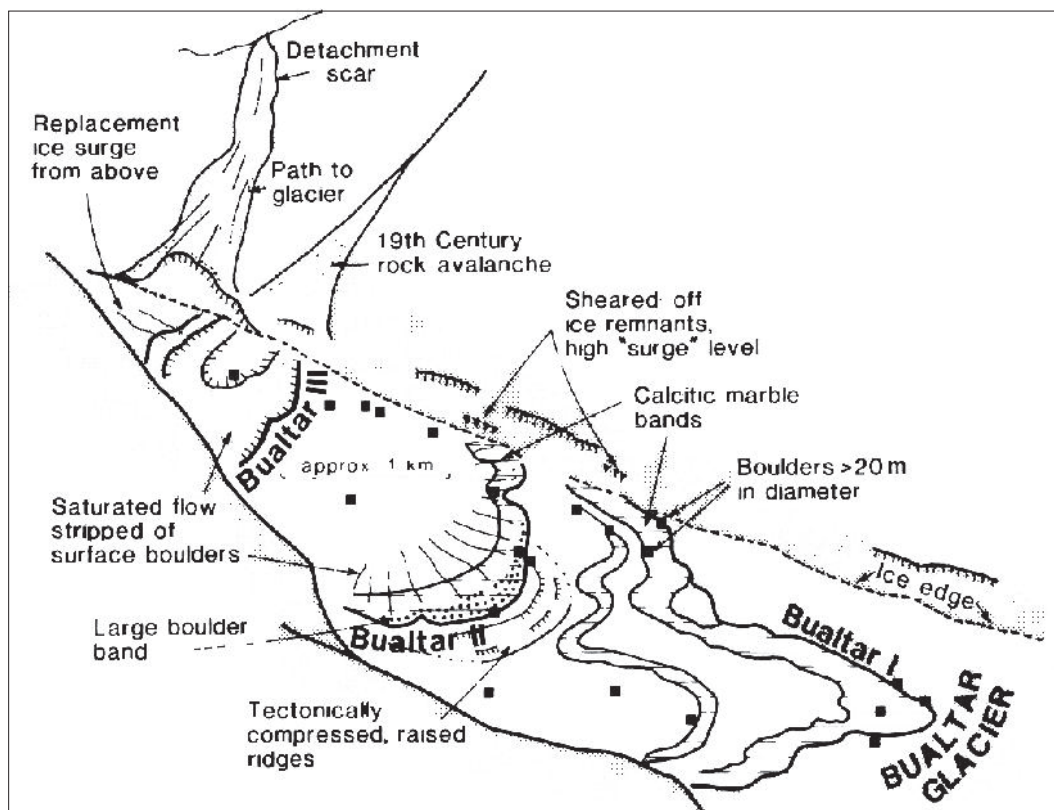 Detachment
scar
Replacement
ice surge
from above
Path to
glacier
19th Century
rock avalanche
Sheared off
ice remnants,
high "surge" level
Calcitic marble
bands
Boulders >20m
in diameter
Bualtar III
approx. 1 km
Saturated flow
stripped of
surface boulders
Ice edge
Large boulder
band
Bualtar II
Bualtar I
Tectonically
compressed, raised
ridges
BUALTAR
GLACIER